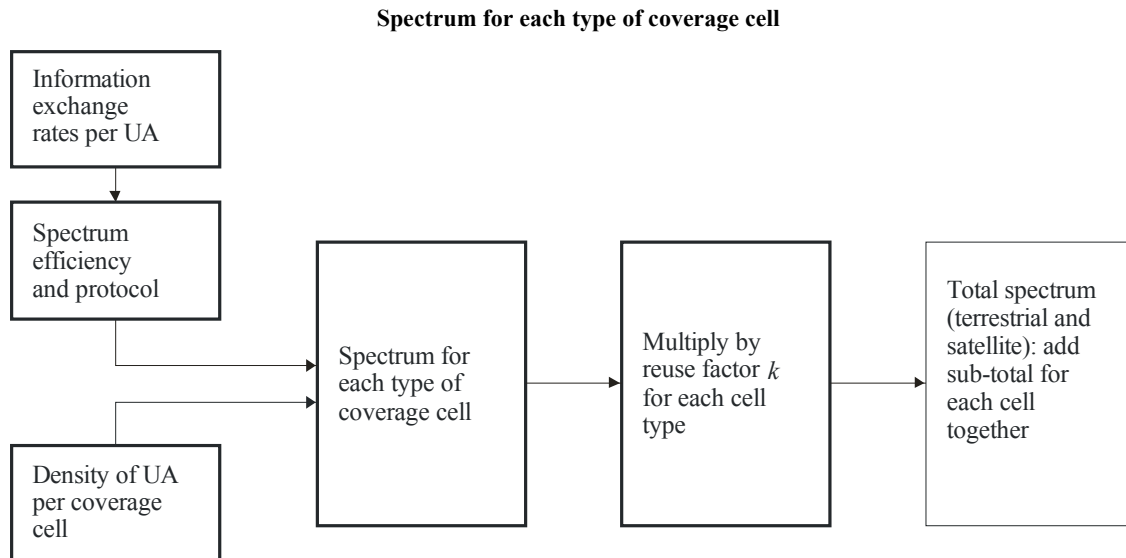 Spectrum for each type of coverage cell
Information
exchange
rates per UA
Spectrum
efficiency
and protocol
Density of UA
per coverage
cell
Spectrum for
each type of
coverage cell
Multiply by
reuse factor k
for each cell
type
Total spectrum
(terrestrial and
satellite): add
sub-total for
each cell
together